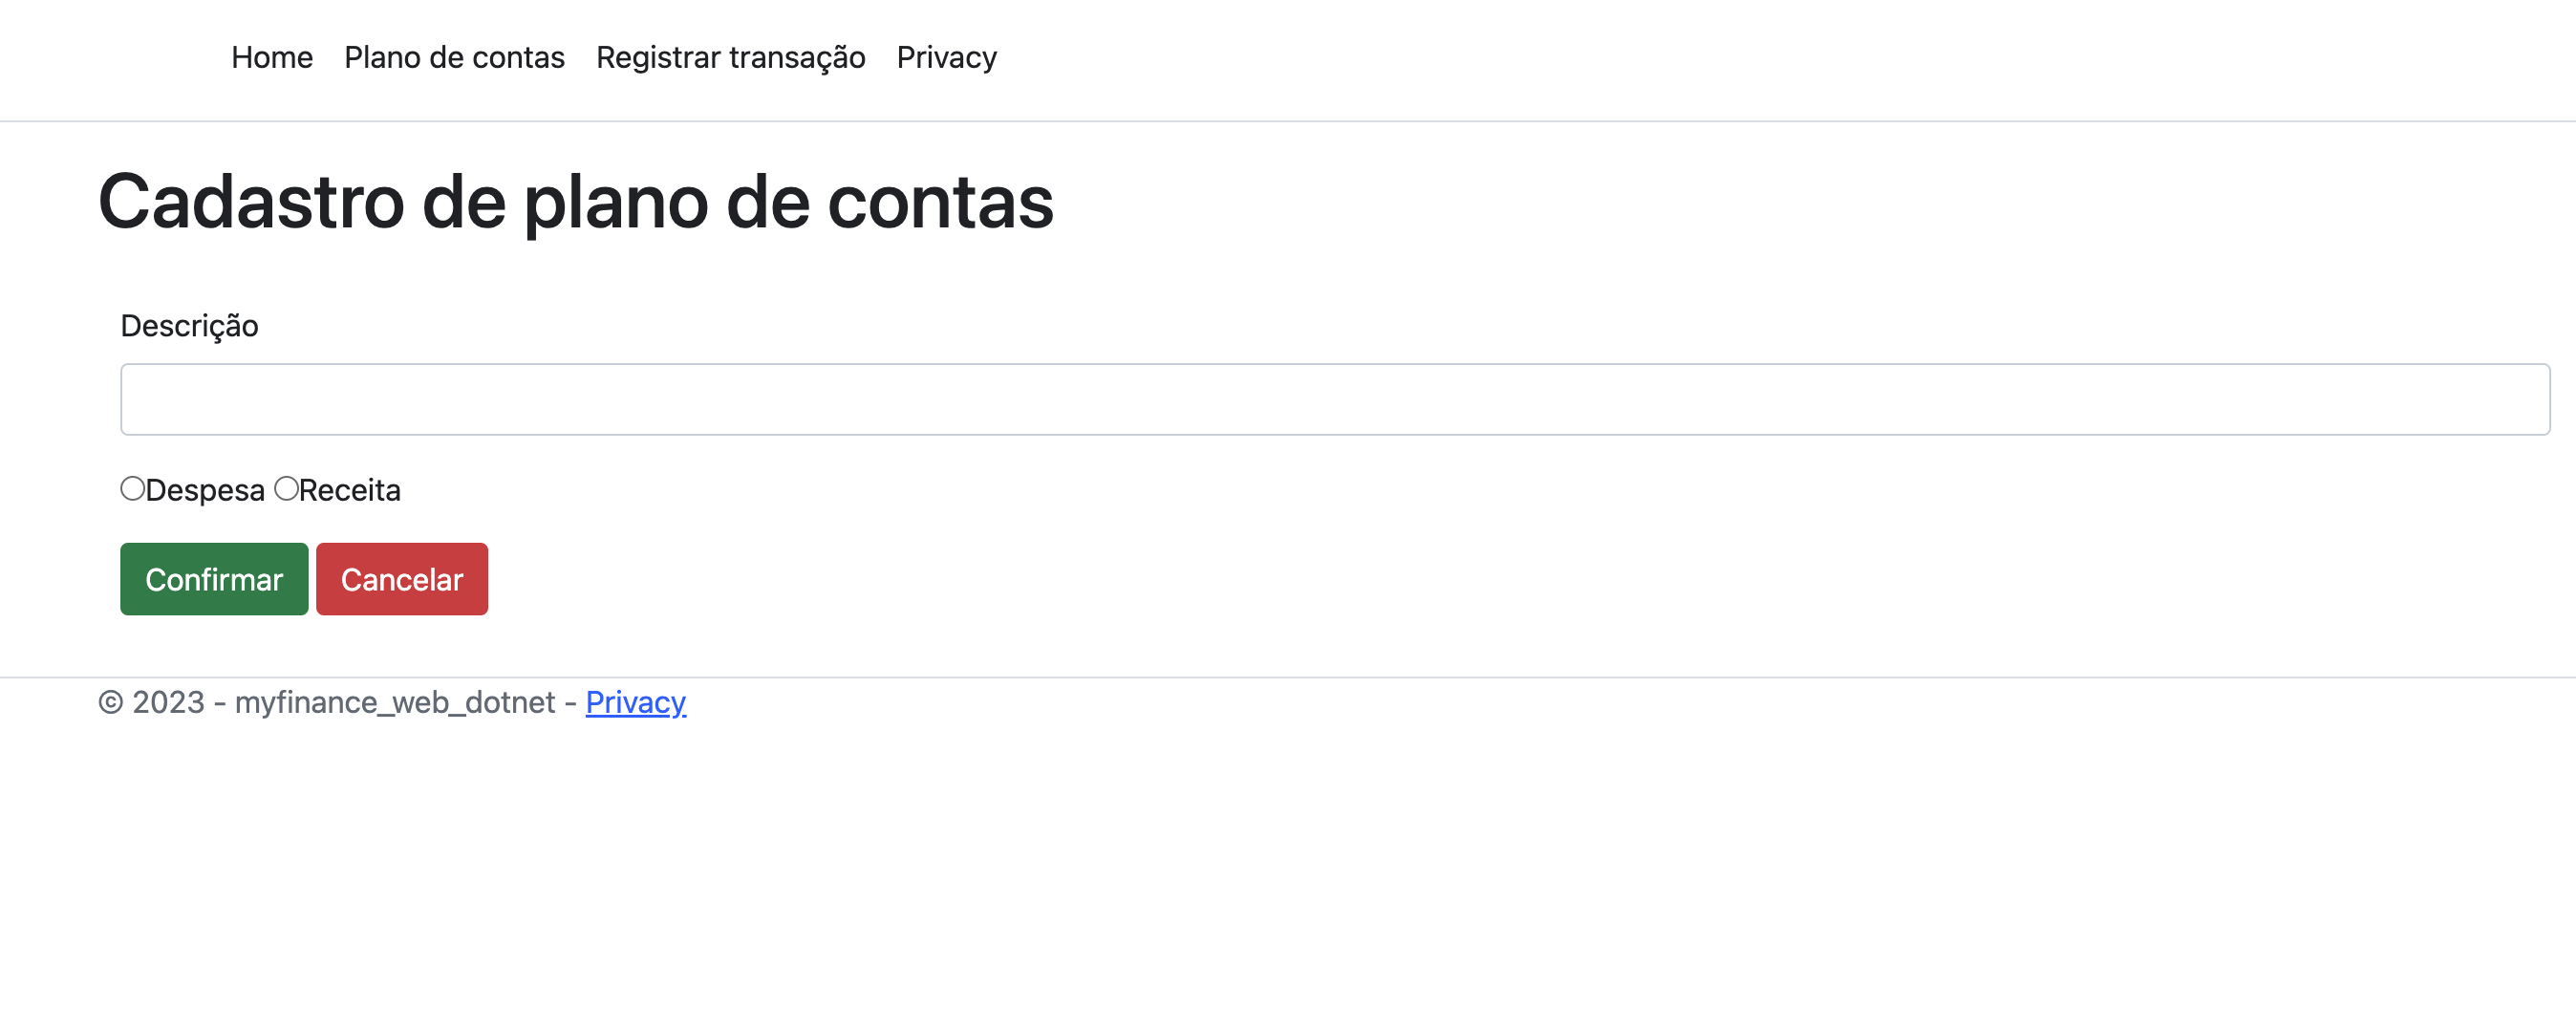 Home Plano de contas Registrar transação Privacy
Cadastro de plano de contas
Descrição
Despesa Receita
Confirmar Cancelar
© 2023 - myfinance_web_dotnet - Privacy